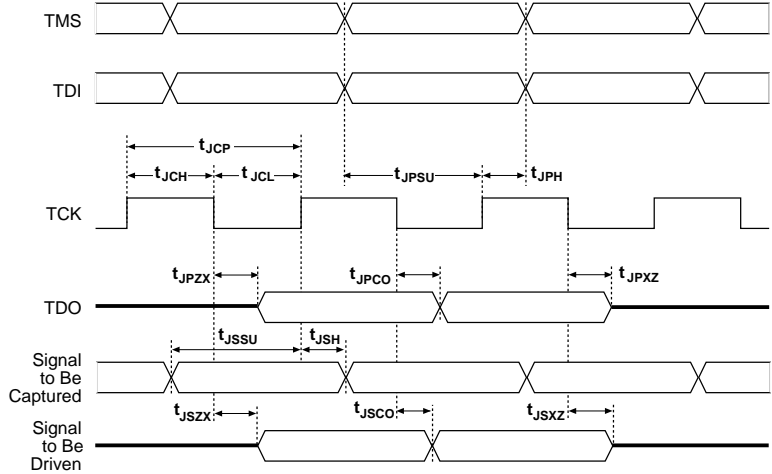 TMS
TDI
tJCP
tJCH
tJCL
tJPSU
tJPH
TCK
tJPZX
tJPCO
tJPXZ
TDO
tJSSU
tJSH
Signal
to Be
Captured
tJSZX
tJSCO
tJSXZ
Signal
to Be
Driven